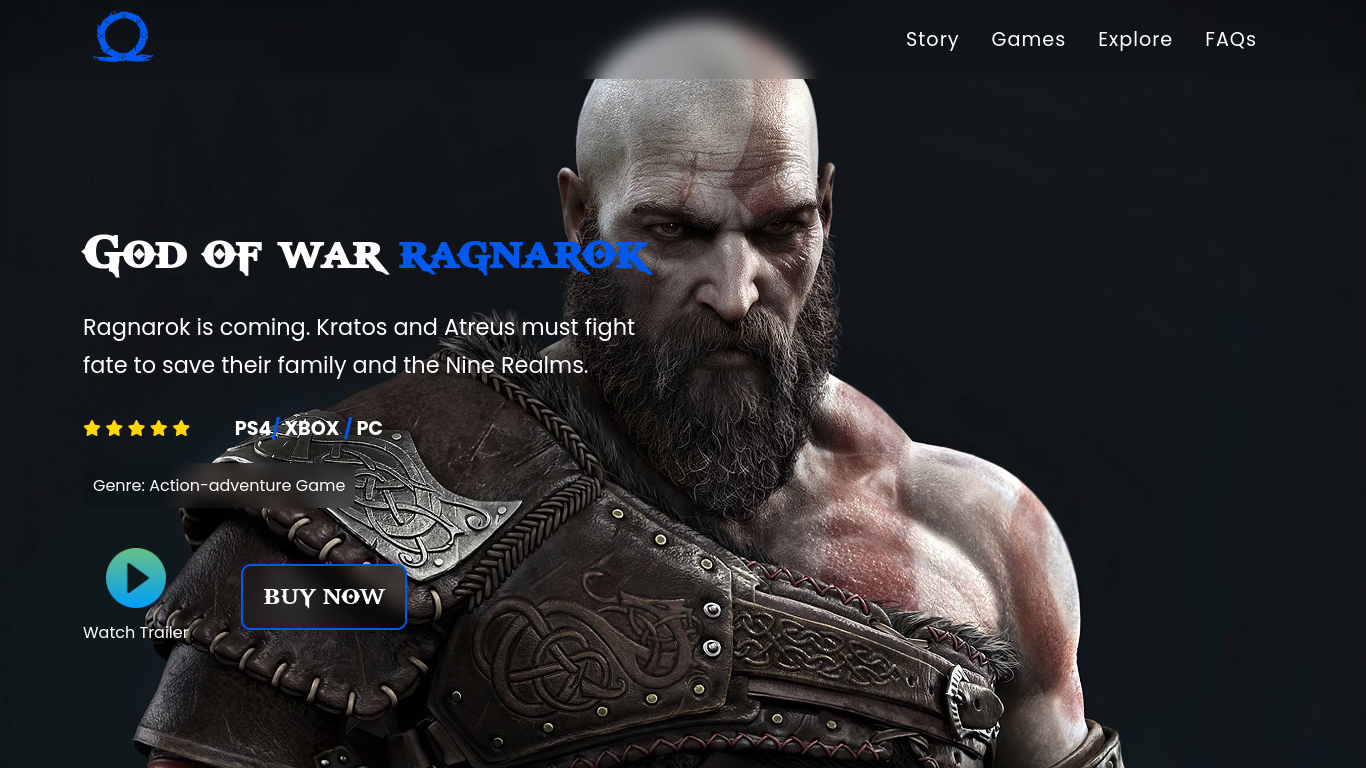 Story Games Explore FAQs
God of war ragnarok
Ragnarok is coming. Kratos and Atreus must fight
fate to save their family and the Nine Realms.
PS4/ XBOX / PC
Genre: Action-adventure Game
BUY NOW
Watch Trailer